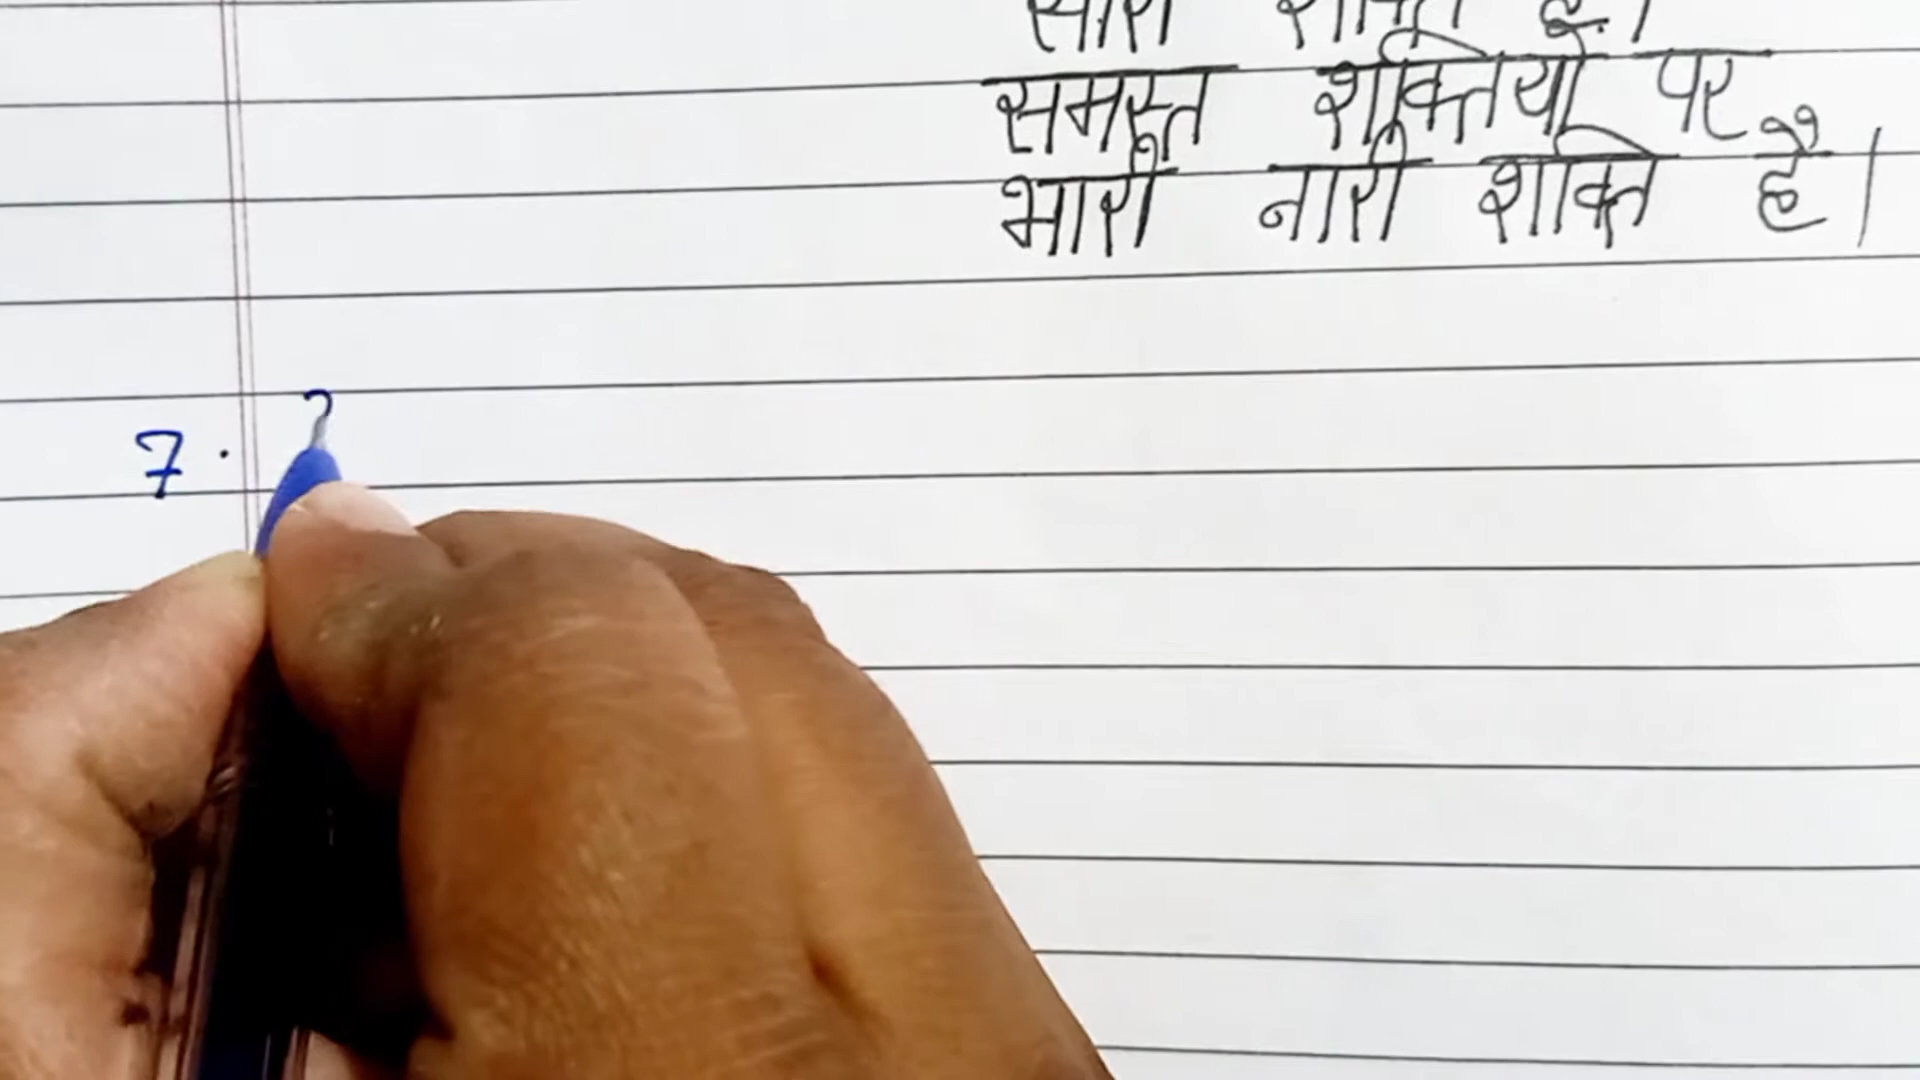 समस्त शक्तियों पर
भारी नारी शक्ति है।
7.